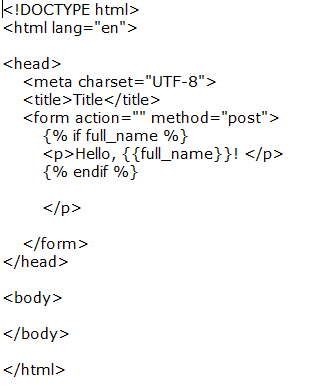 <!DOCTYPE html>
<html lang="en">
<head>
<meta charset="UTF-8">
<title>Title</title>
<form action="" method="post">
{% if full_name %}
<p>Hello, {{full_name}}! </p>
{% endif %}
</p>
</form>
</head>
<body>
</body>
</html>